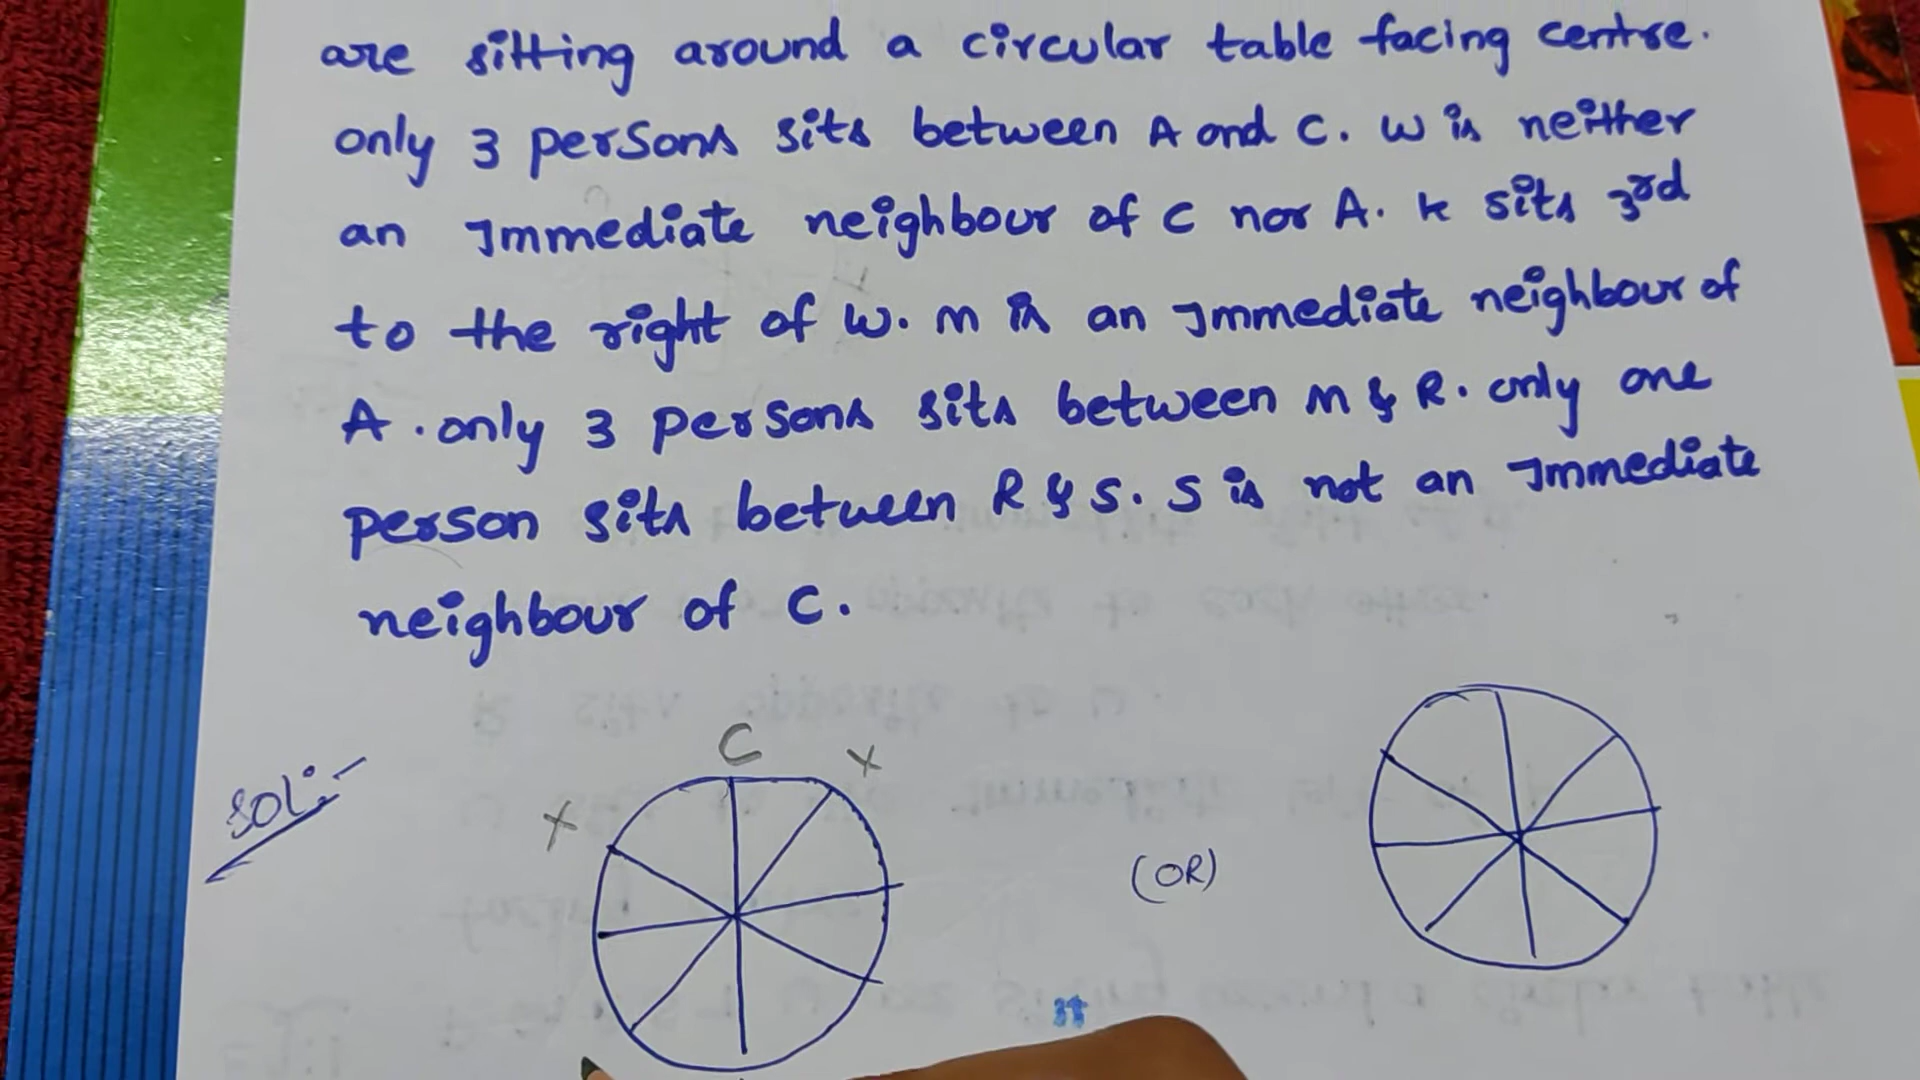 are sitting around a circular table facing centre.
only 3 persons sits between A and C. W is neither
an Immediate neighbour of C nor A. K sits 3rd
to the right of W. M is an Immediate neighbour of
A. only 3 persons sits between M & R. only one
person sits between R & S. S is not an Immediate
neighbour of C.
SOL:-
C
X
X
(OR)